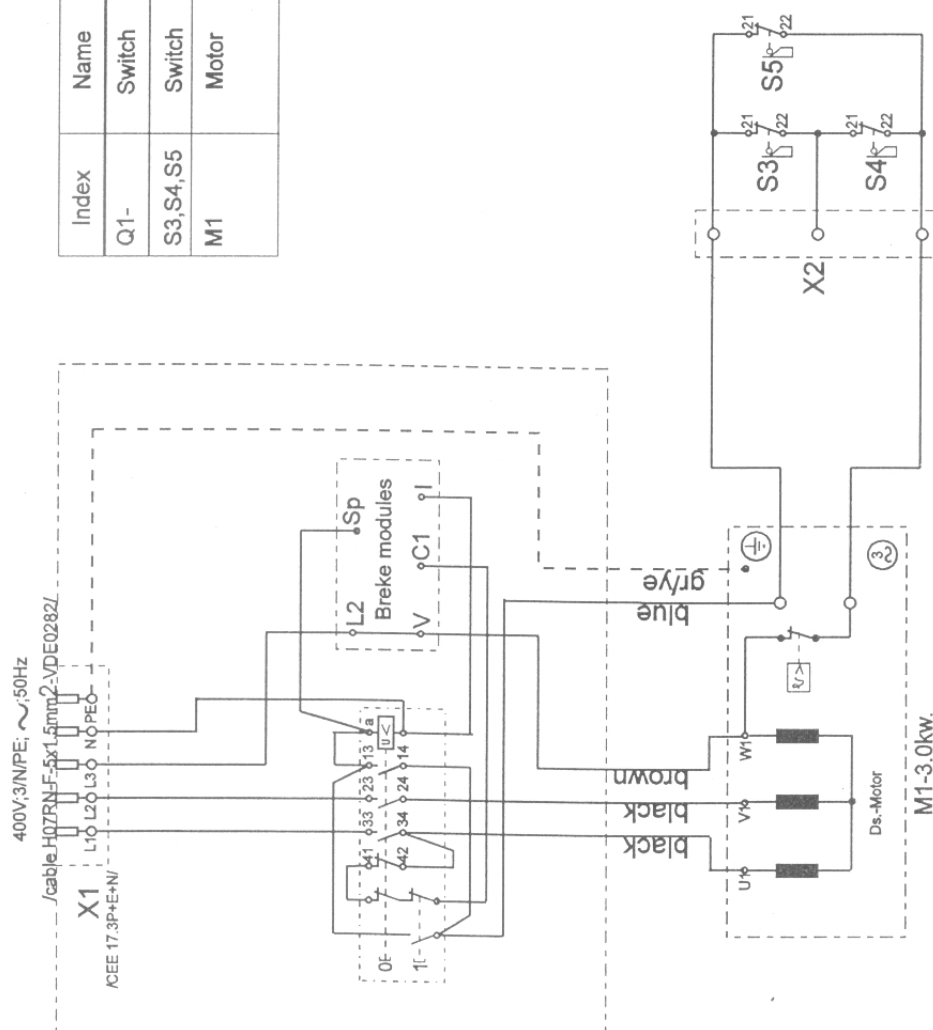 Index Name
Q1- Switch
S3,S4,S5 Switch
M1 Motor
400V;3/N/PE; ~;50Hz
/cable H07RN-F-5x1.5mm2-VDE0282/
X1
/CEE 17.3P+E+N/
L1 L2 L3 N PE
Sp
Breke modules
L2
I
C1
V
41 33 23 13 a
U<
42 34 24 14
0E
1[
gr/ye
blue
brown
black
black
U1 V1 W1
3~
Ds.-Motor
M1-3.0kw.
X2
S3
21
22
S4
21
22
S5
21
22